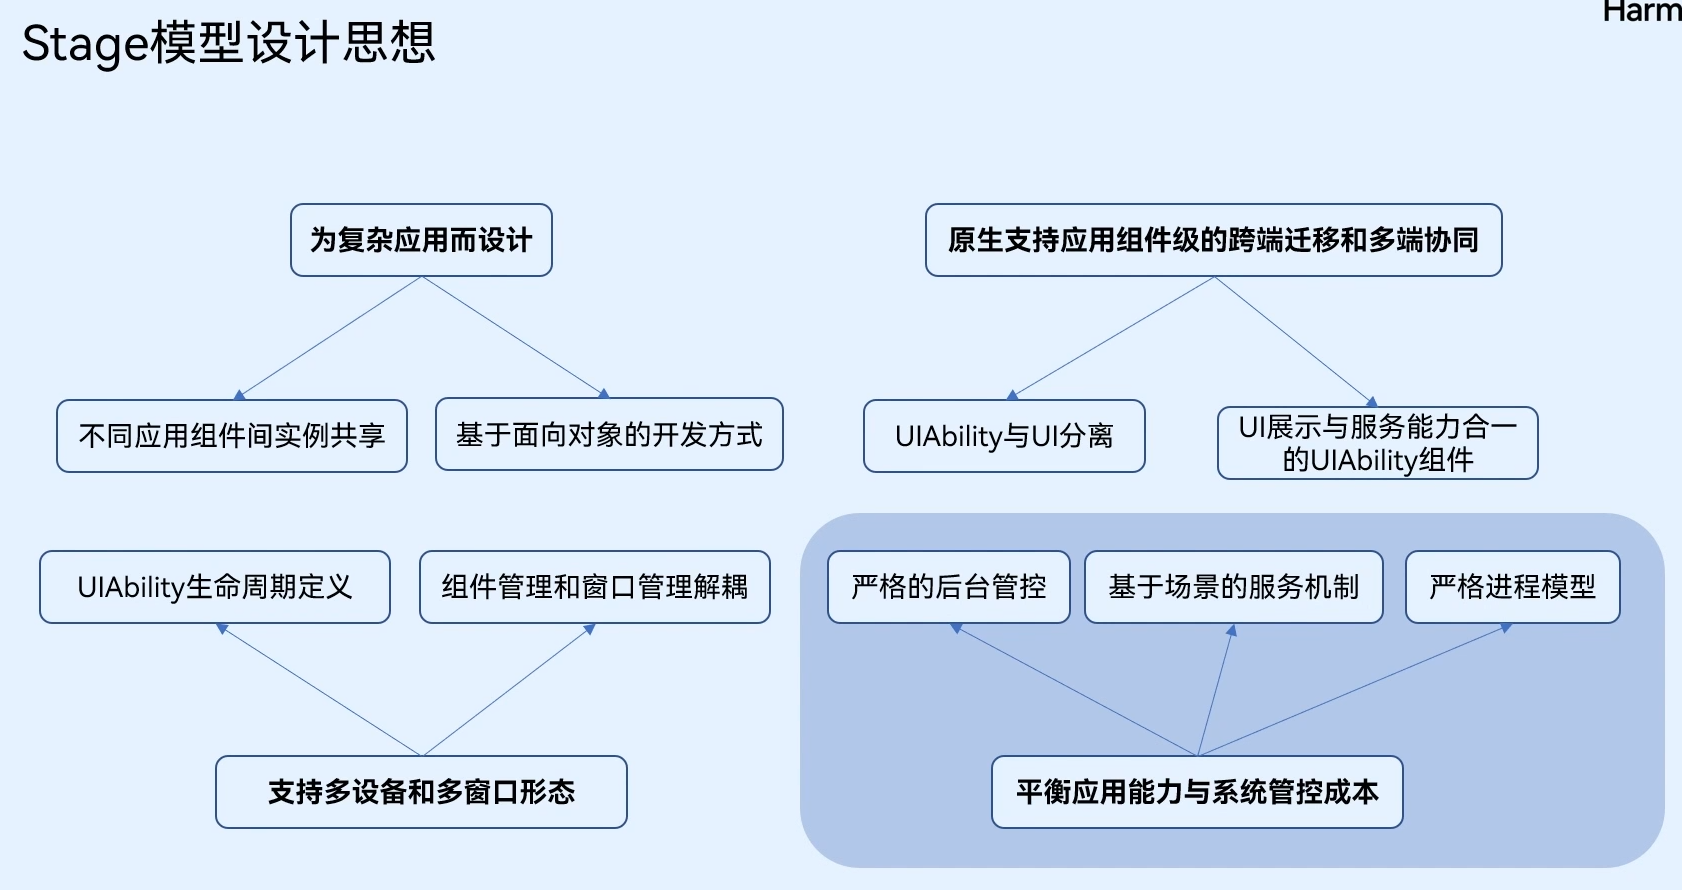 Harm
Stage模型设计思想
为复杂应用而设计
原生支持应用组件级的跨端迁移和多端协同
不同应用组件间实例共享
基于面向对象的开发方式
UIAbility与UI分离
UI展示与服务能力合一
的UIAbility组件
UIAbility生命周期定义
组件管理和窗口管理解耦
严格的后台管控
基于场景的服务机制
严格进程模型
支持多设备和多窗口形态
平衡应用能力与系统管控成本